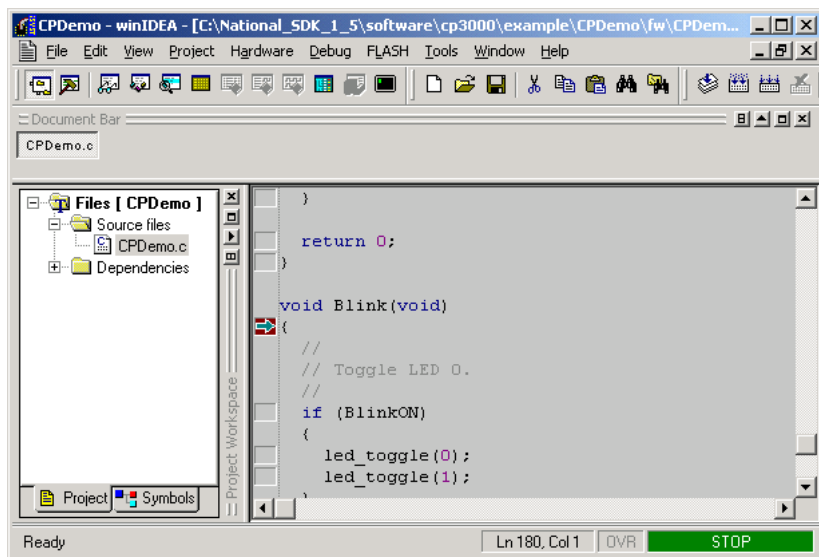 CPDemo - winIDEA - [C:\National_SDK_1_5\software\cp3000\example\CPDemo\fw\CPDem...
File Edit View Project Hardware Debug FLASH Tools Window Help
Document Bar
CPDemo.c
Files [ CPDemo ]
Source files
CPDemo.c
Dependencies
Project Workspace
Project Symbols
}
return 0;
}
void Blink(void)
{
//
// Toggle LED 0.
//
if (BlinkON)
{
led_toggle(0);
led_toggle(1);
Ready Ln 180, Col 1 OVR STOP